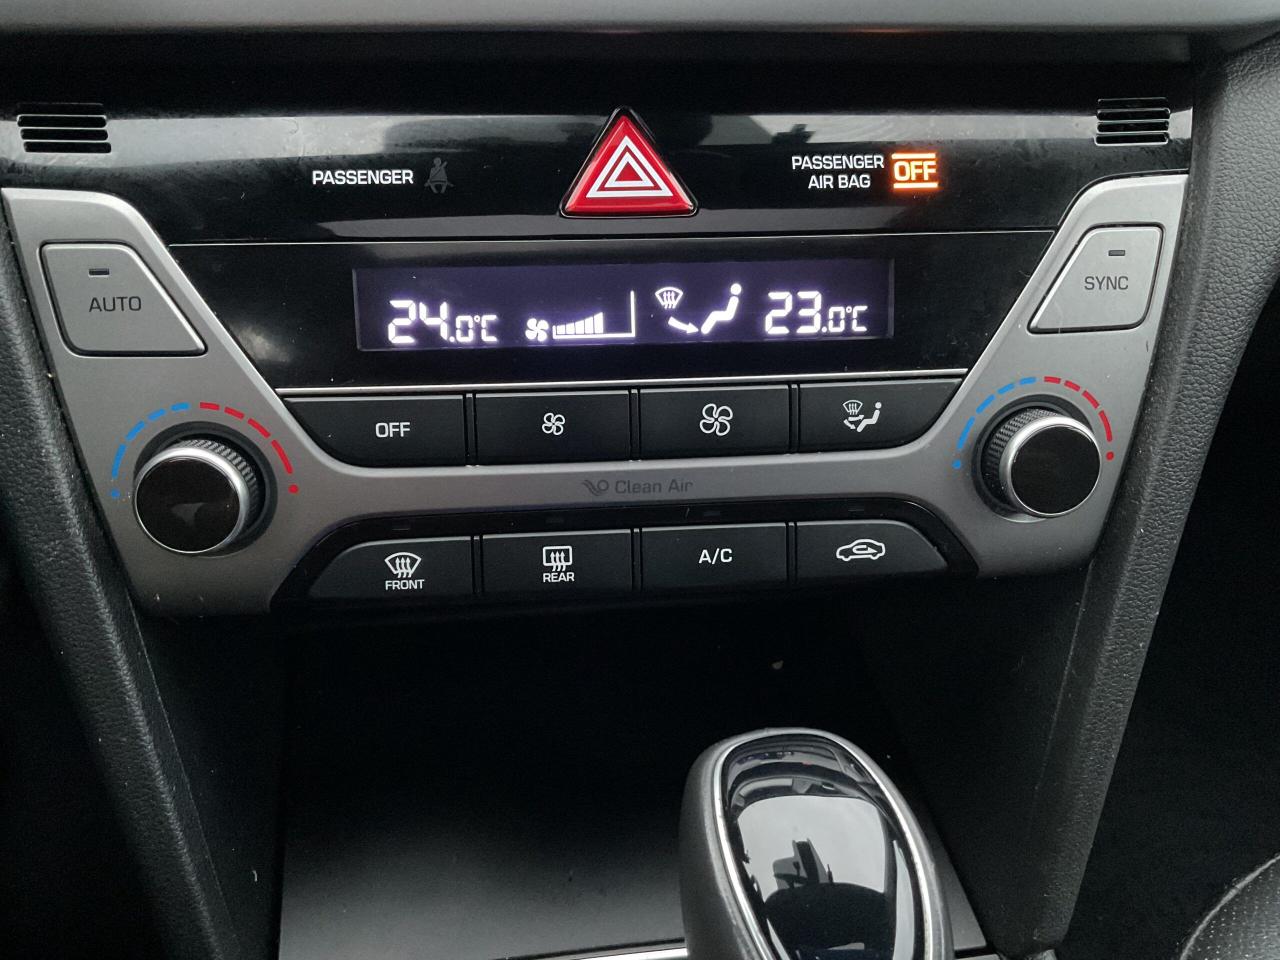 PASSENGER
PASSENGER
AIR BAG OFF
AUTO
SYNC
24.0°C
23.0°C
OFF
Clean Air
FRONT
REAR
A/C